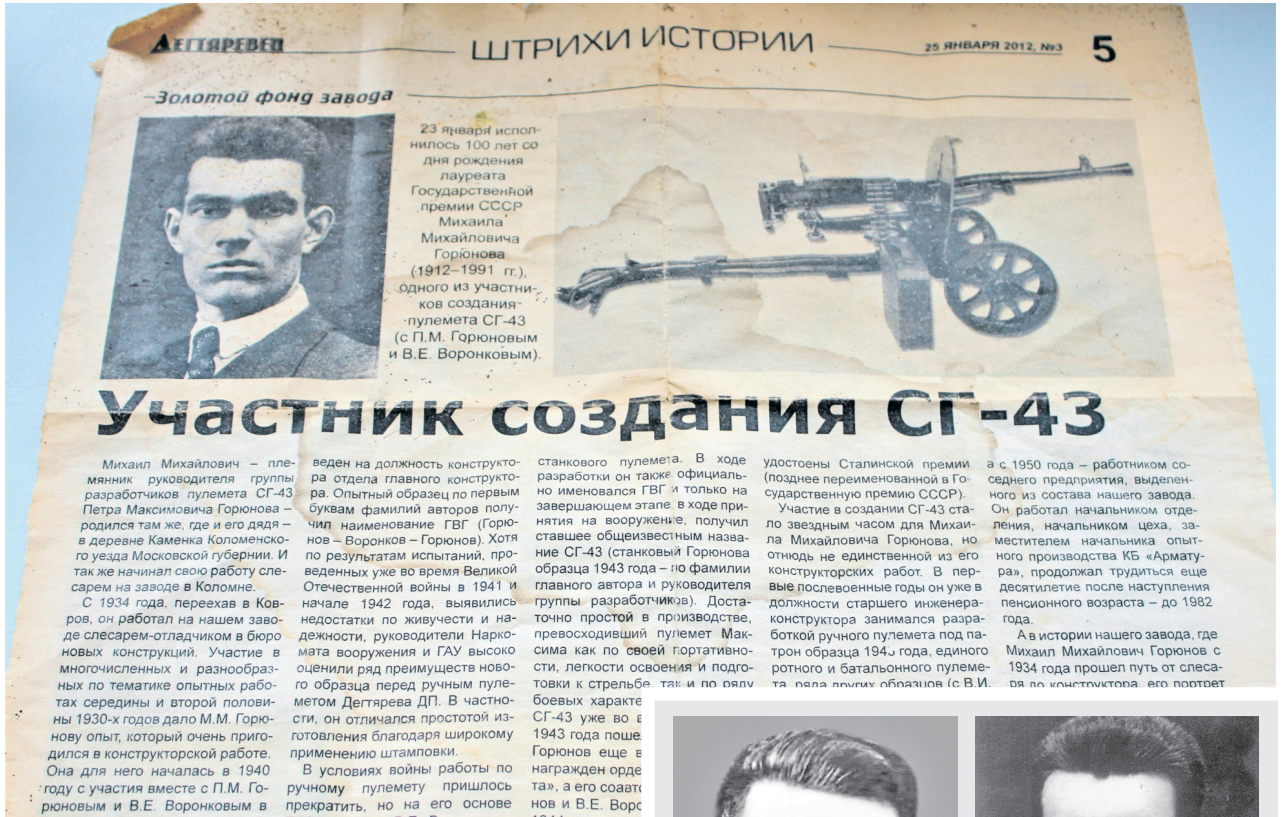 ДЕГТЯРЕВЕЦ
ШТРИХИ ИСТОРИИ
25 ЯНВАРЯ 2012, №3
5
Золотой фонд завода
23 января испол-
нилось 100 лет со
дня рождения
лауреата
Государственной
премии СССР
Михаила
Михайловича
Горюнова
(1912–1991 гг.),
одного из участни-
ков создания
пулемета СГ-43
(с П.М. Горюновым
и В.Е. Воронковым).
Участник создания СГ-43
Михаил Михайлович – пле-
мянник руководителя группы
разработчиков пулемета СГ-43
Петра Максимовича Горюнова –
родился там же, где и его дядя –
в деревне Каменка Коломенско-
го уезда Московской губернии. И
так же начинал свою работу сле-
сарем на заводе в Коломне.
С 1934 года, переехав в Ков-
ров, он работал на нашем заво-
де слесарем-отладчиком в бюро
новых конструкций. Участие в
многочисленных и разнообраз-
ных по тематике опытных рабо-
тах середины и второй полови-
ны 1930-х годов дало М.М. Горю-
нову опыт, который очень приго-
дился в конструкторской работе.
Она для него началась в 1940
году с участия вместе с П.М. Го-
рюновым и В.Е. Воронковым в
веден на должность конструкто-
ра отдела главного конструкто-
ра. Опытный образец по первым
буквам фамилий авторов полу-
чил наименование ГВГ (Горю-
нов – Воронков – Горюнов). Хотя
по результатам испытаний, про-
веденных уже во время Великой
Отечественной войны в 1941 и
начале 1942 года, выявились
недостатки по живучести и на-
дежности, руководители Нарко-
мата вооружения и ГАУ высоко
оценили ряд преимуществ ново-
го образца перед ручным пуле-
метом Дегтярева ДП. В частно-
сти, он отличался простотой из-
готовления благодаря широкому
применению штамповки.
В условиях войны работы по
ручному пулемету пришлось
прекратить, но на его основе
станкового пулемета. В ходе
разработки он также официаль-
но именовался ГВГ и только на
завершающем этапе, в ходе при-
нятия на вооружение, получил
ставшее общеизвестным назва-
ние СГ-43 (станковый Горюнова
образца 1943 года – по фамилии
главного автора и руководителя
группы разработчиков). Доста-
точно простой в производстве,
превосходивший пулемет Мак-
сима как по своей портативно-
сти, легкости освоения и подго-
товки к стрельбе, так и по ряду
боевых характе
СГ-43 уже во в
1943 года поше
Горюнов еще в
награжден орде
та», а его соавто
нов и В.Е. Воро
удостоены Сталинской премии
(позднее переименованной в Го-
сударственную премию СССР).
Участие в создании СГ-43 ста-
ло звездным часом для Михаи-
ла Михайловича Горюнова, но
отнюдь не единственной из его
конструкторских работ. В пер-
вые послевоенные годы он уже в
должности старшего инженера-
конструктора занимался разра-
боткой ручного пулемета под па-
трон образца 1943 года, единого
ротного и батальонного пулеме-
та, ряда других образцов (с В.И.
а с 1950 года – работником со-
седнего предприятия, выделен-
ного из состава нашего завода.
Он работал начальником отде-
ления, начальником цеха, за-
местителем начальника опыт-
ного производства КБ «Армату-
ра», продолжал трудиться еще
десятилетие после наступления
пенсионного возраста – до 1982
года.
А в истории нашего завода, где
Михаил Михайлович Горюнов с
1934 года прошел путь от слеса-
ря до конструктора, его портрет